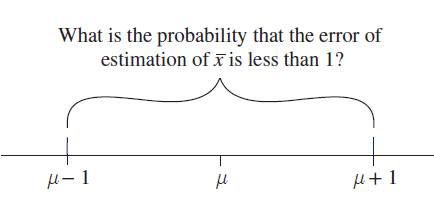 What is the probability that the error of
estimation of x̅ is less than 1?
μ − 1 μ μ + 1